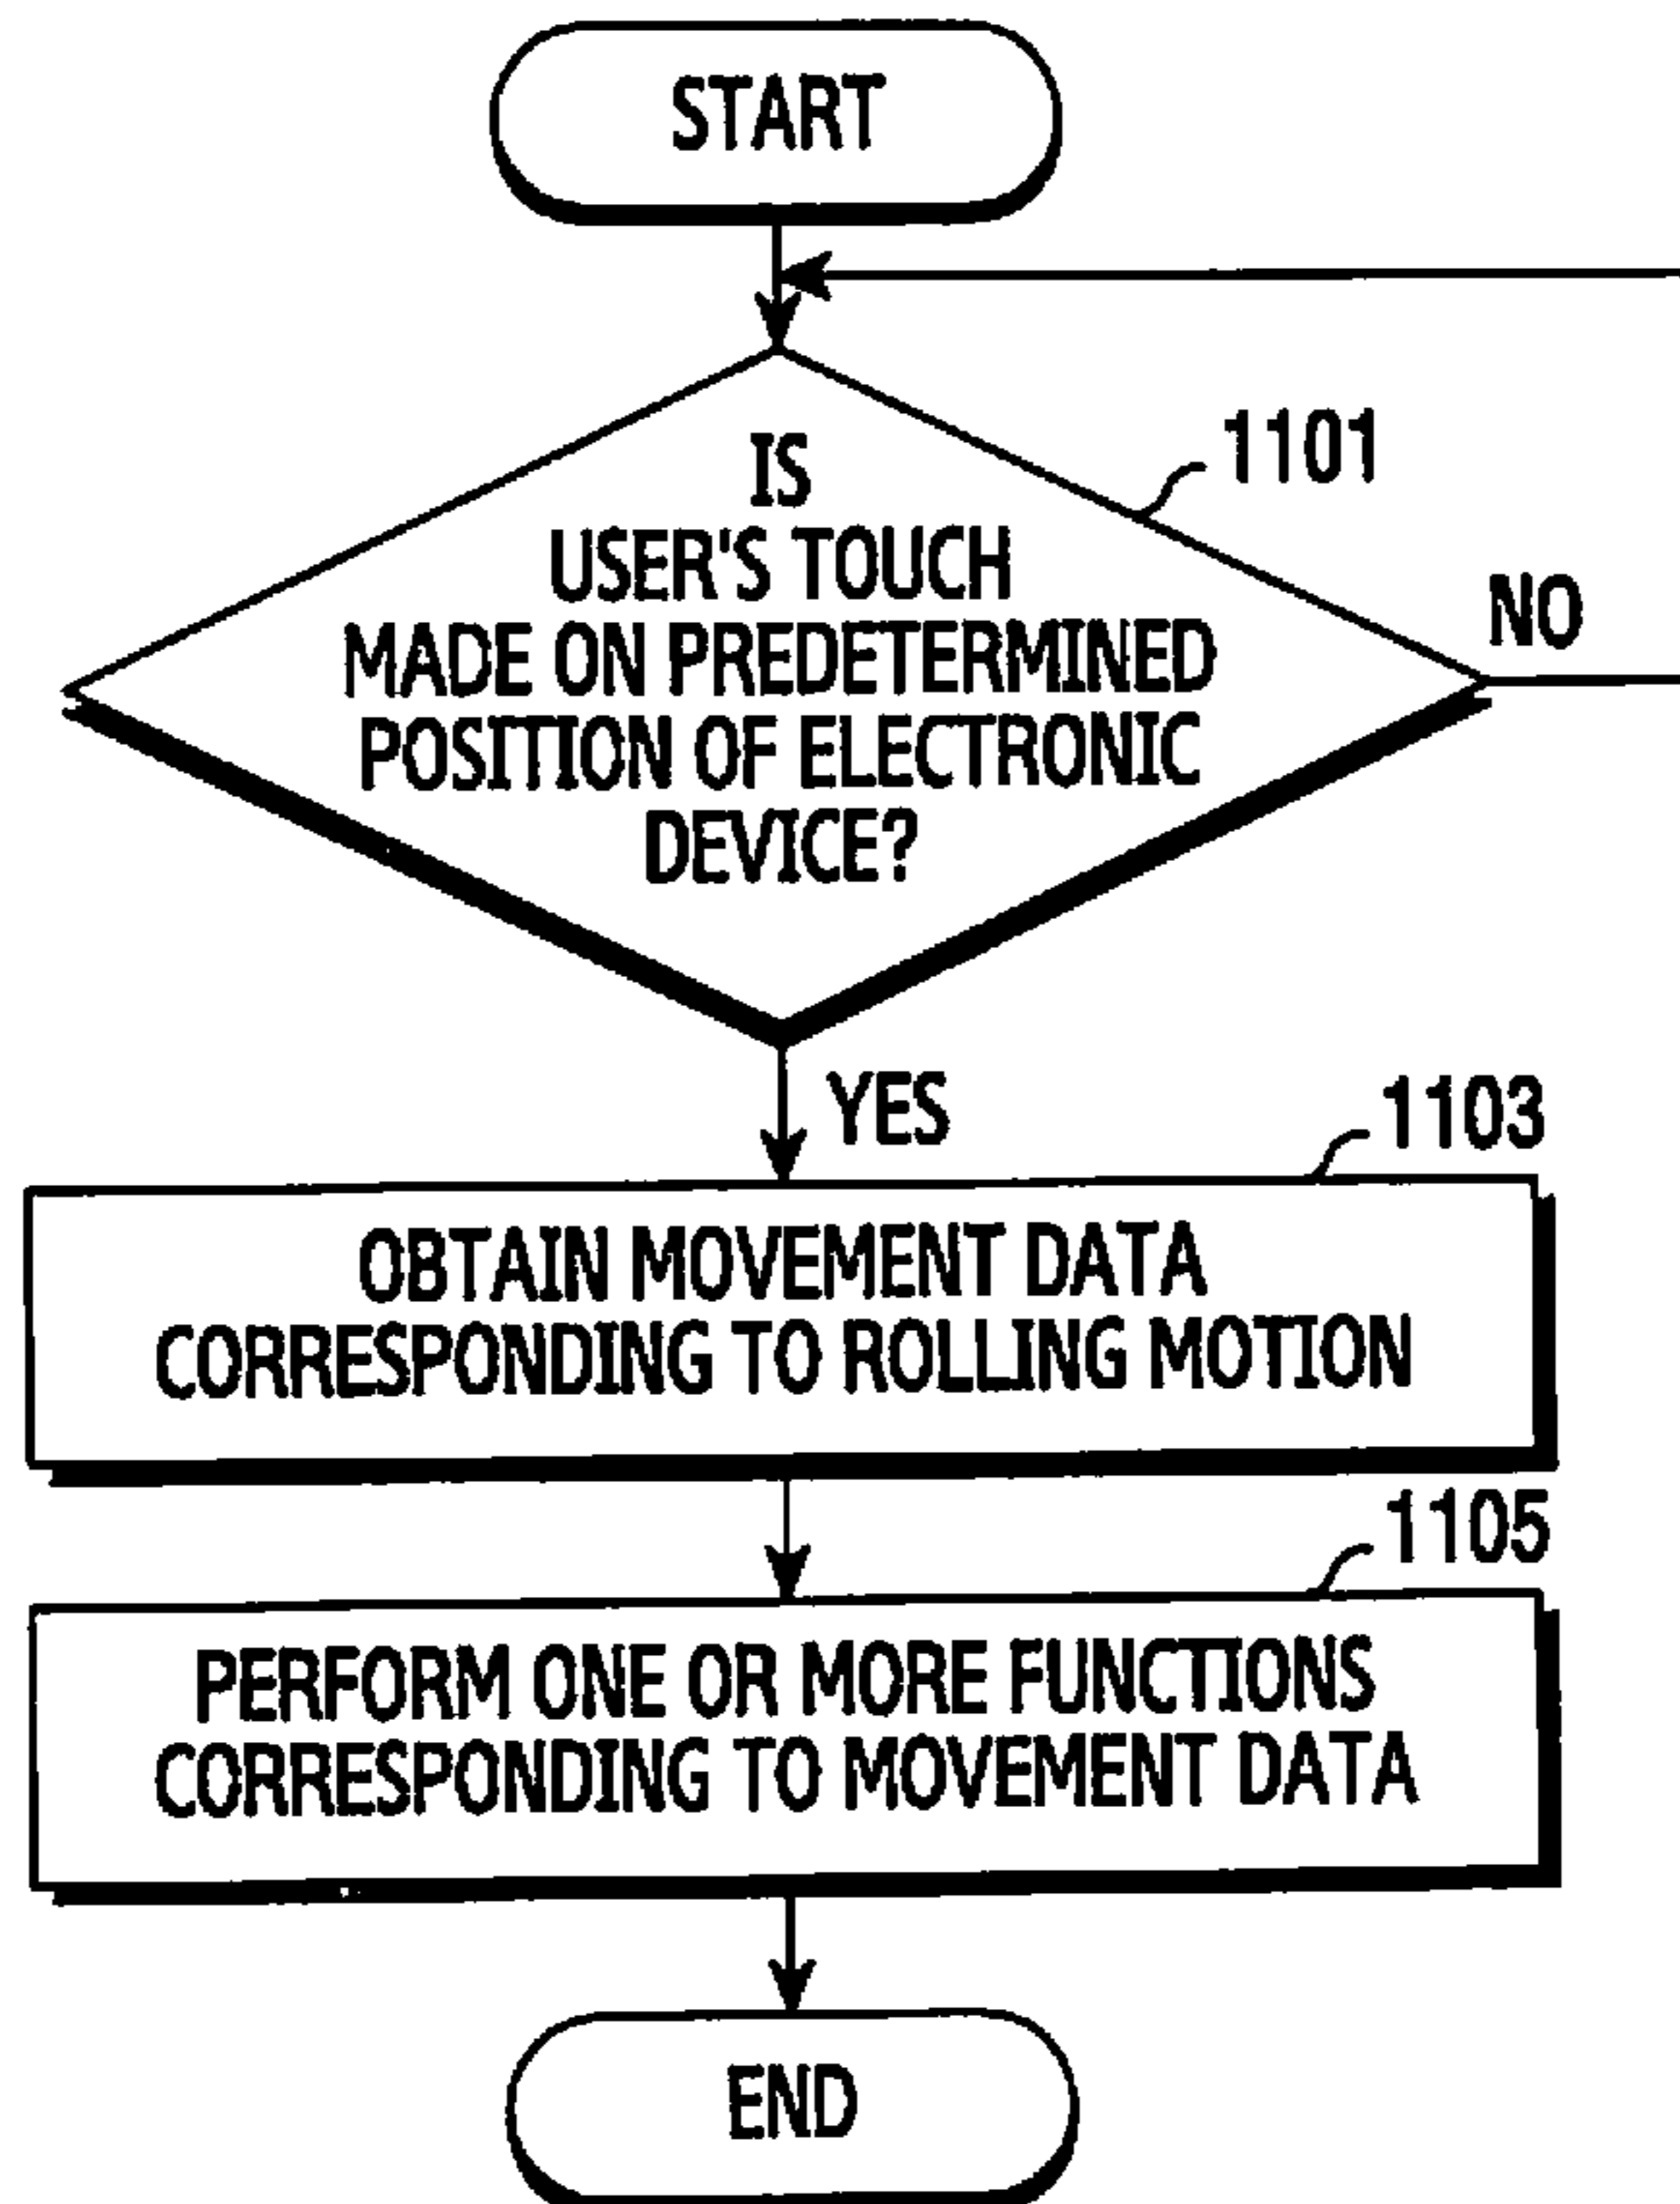 START
IS
USER'S TOUCH
MADE ON PREDETERMINED
POSITION OF ELECTRONIC
DEVICE?
1101
NO
YES
1103
OBTAIN MOVEMENT DATA
CORRESPONDING TO ROLLING MOTION
1105
PERFORM ONE OR MORE FUNCTIONS
CORRESPONDING TO MOVEMENT DATA
END